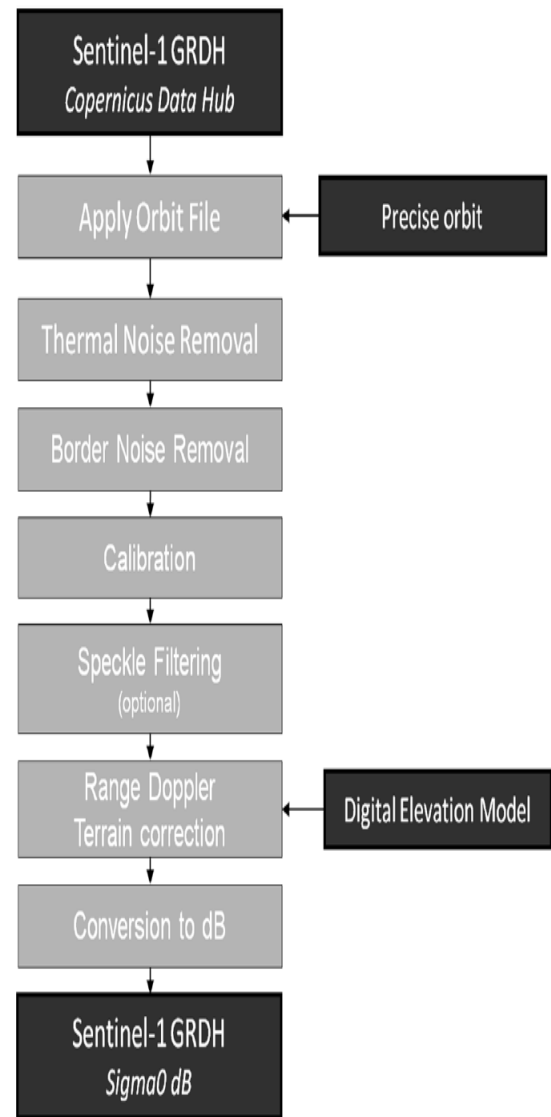 Sentinel-1 GRDH
Copernicus Data Hub
Apply Orbit File
Precise orbit
Thermal Noise Removal
Border Noise Removal
Calibration
Speckle Filtering
(optional)
Range Doppler
Terrain correction
Digital Elevation Model
Conversion to dB
Sentinel-1 GRDH
Sigma0 dB